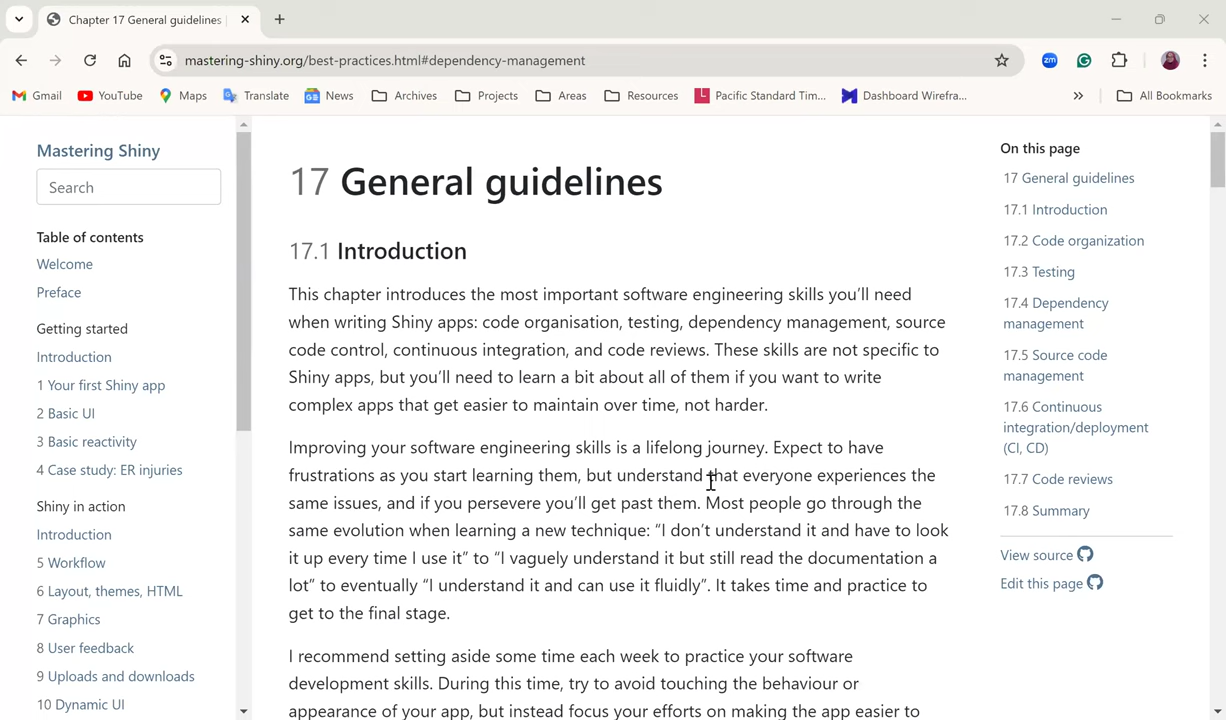 Chapter 17 General guidelines |
mastering-shiny.org/best-practices.html#dependency-management
zm
G
Gmail
YouTube
Maps
Translate
News
Archives
Projects
Areas
Resources
Pacific Standard Tim...
Dashboard Wirefra...
»
All Bookmarks
Mastering Shiny
Search
Table of contents
Welcome
Preface
Getting started
Introduction
1 Your first Shiny app
2 Basic UI
3 Basic reactivity
4 Case study: ER injuries
Shiny in action
Introduction
5 Workflow
6 Layout, themes, HTML
7 Graphics
8 User feedback
9 Uploads and downloads
10 Dynamic UI
17 General guidelines
17.1 Introduction
This chapter introduces the most important software engineering skills you’ll need
when writing Shiny apps: code organisation, testing, dependency management, source
code control, continuous integration, and code reviews. These skills are not specific to
Shiny apps, but you’ll need to learn a bit about all of them if you want to write
complex apps that get easier to maintain over time, not harder.
Improving your software engineering skills is a lifelong journey. Expect to have
frustrations as you start learning them, but understand that everyone experiences the
same issues, and if you persevere you’ll get past them. Most people go through the
same evolution when learning a new technique: “I don’t understand it and have to look
it up every time I use it” to “I vaguely understand it but still read the documentation a
lot” to eventually “I understand it and can use it fluidly”. It takes time and practice to
get to the final stage.
I recommend setting aside some time each week to practice your software
development skills. During this time, try to avoid touching the behaviour or
appearance of your app, but instead focus your efforts on making the app easier to
On this page
17 General guidelines
17.1 Introduction
17.2 Code organization
17.3 Testing
17.4 Dependency
management
17.5 Source code
management
17.6 Continuous
integration/deployment
(CI, CD)
17.7 Code reviews
17.8 Summary
View source
Edit this page